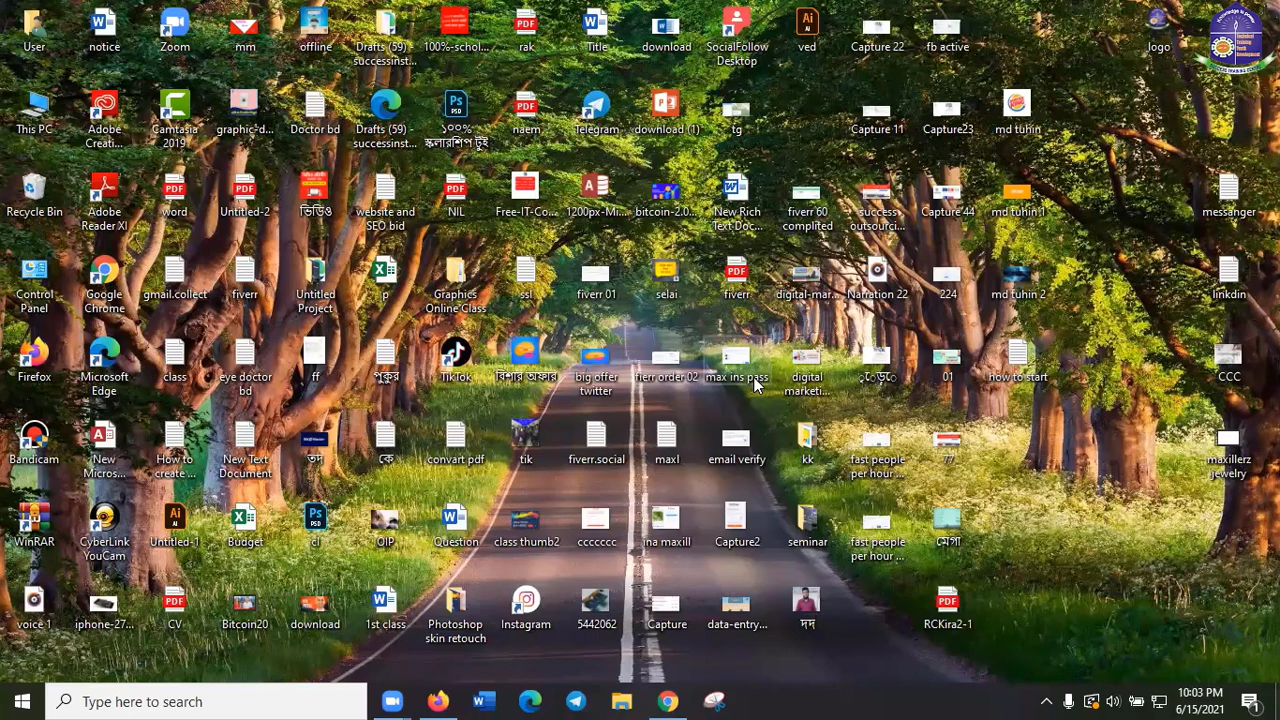 User
notice
Zoom
mm
offline
Drafts (59) -
successinst...
100%-schol...
rak
Title
download
SocialFollow
Desktop
ved
Capture 22
fb active
logo
This PC
Adobe
Creati...
Camtasia
2019
graphic-d...
Doctor bd
Drafts (59) -
successinst...
১০০%
স্কলারশিপ টুই
naem
Telegram
download (1)
tg
Capture 11
Capture23
md tuhin
Recycle Bin
Adobe
Reader XI
word
Untitled-2
ভিডিও
website and
SEO bid
NIL
Free-IT-Co...
1200px-Mi...
bitcoin-2.0...
New Rich
Text Doc...
fiverr 60
complited
success
outsourci...
Capture 44
md tuhin 1
messanger
Control
Panel
Google
Chrome
gmail.collect
fiverr
Untitled
Project
p
Graphics
Online Class
ssl
fiverr 01
selai
fiverr
digital-mar...
Narration 22
224
md tuhin 2
linkdin
Firefox
Microsoft
Edge
class
eye doctor
bd
ff
পুকুর
TikTok
বিশার অফার
big offer
twitter
fierr order 02
max ins pass
digital
marketi...
01
how to start
CCC
Bandicam
New
Micros...
How to
create ...
New Text
Document
তদ
কে
convart pdf
tik
fiverr.social
maxl
email verify
kk
fast people
per hour ...
77
maxillerz
jewelry
WinRAR
CyberLink
YouCam
Untitled-1
Budget
cl
OIP
Question
class thumb2
ccccccc
ina maxill
Capture2
seminar
fast people
per hour ...
মেগা
voice 1
iphone-27...
CV
Bitcoin20
download
1st class
Photoshop
skin retouch
Instagram
5442062
Capture
data-entry...
দদ
RCKira2-1
Type here to search
10:03 PM
6/15/2021